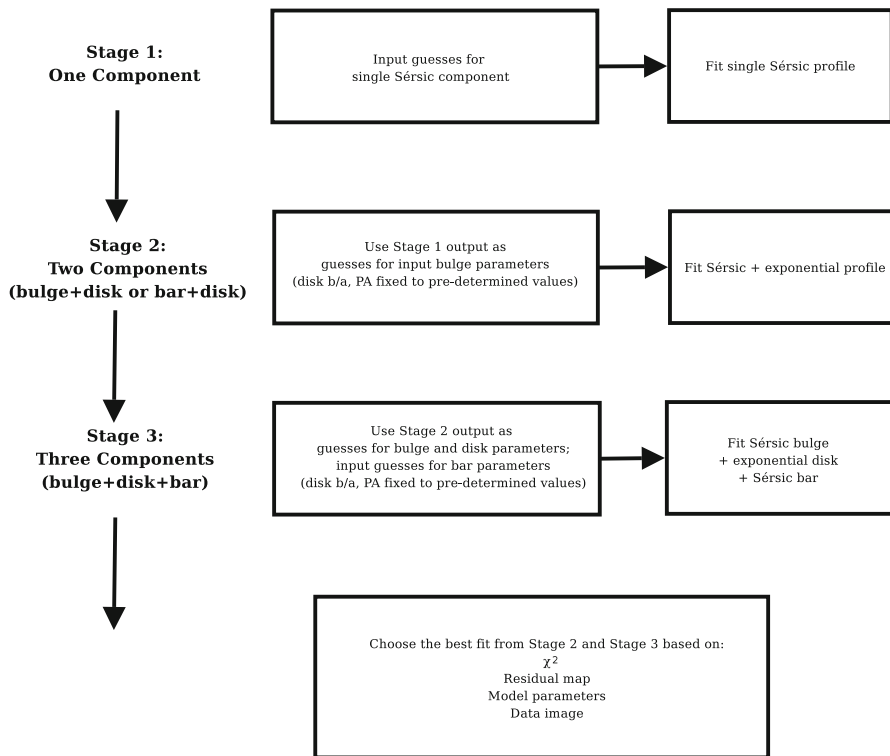 Stage 1:
One Component
Input guesses for
single Sérsic component
Fit single Sérsic profile
Stage 2:
Two Components
(bulge+disk or bar+disk)
Use Stage 1 output as
guesses for input bulge parameters
(disk b/a, PA fixed to pre-determined values)
Fit Sérsic + exponential profile
Stage 3:
Three Components
(bulge+disk+bar)
Use Stage 2 output as
guesses for bulge and disk parameters;
input guesses for bar parameters
(disk b/a, PA fixed to pre-determined values)
Fit Sérsic bulge
+ exponential disk
+ Sérsic bar
Choose the best fit from Stage 2 and Stage 3 based on:
χ²
Residual map
Model parameters
Data image